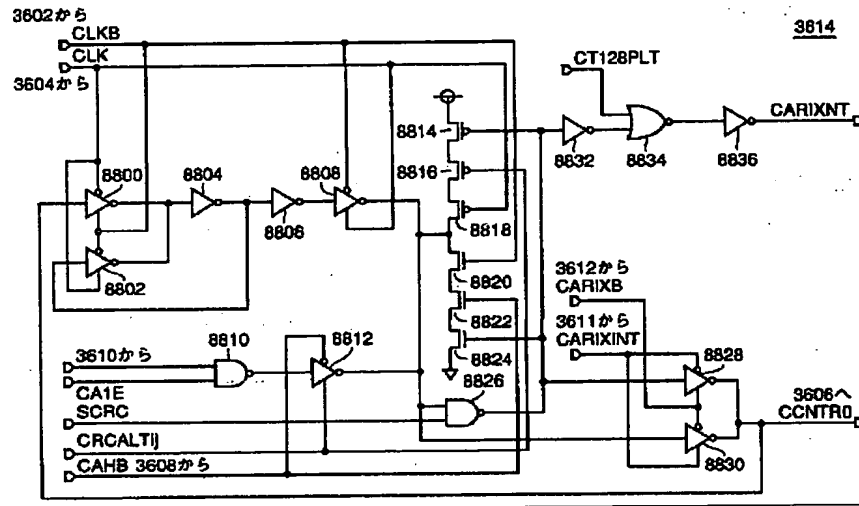 3602から
CLKB
CLK
3604から
3614
CT128PLT
CARIXNT
8800
8804
8808
8814
8816
8832
8834
8836
8806
8818
8802
8820
3612から
CARIXB
8822
3611から
CARIXINT
8810
8812
8824
8828
3610から
8826
CA1E
SCRC
3606へ
CCNTR0
CRCALTij
CAHB 3608から
8830